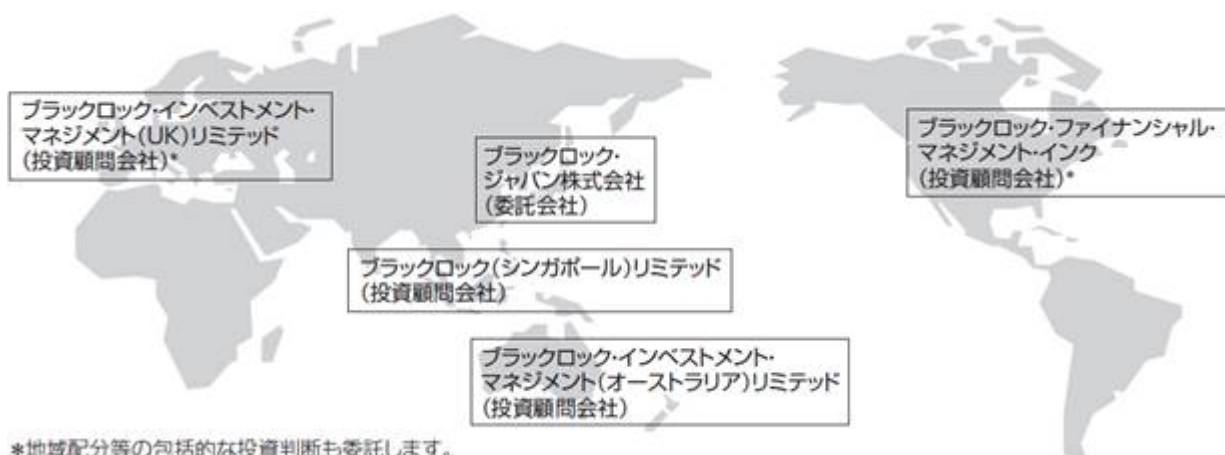 ブラックロック・インベストメント・
マネジメント(UK)リミテッド
(投資顧問会社)*
ブラックロック・
ジャパン株式会社
(委託会社)
ブラックロック・ファイナンシャル・
マネジメント・インク
(投資顧問会社)*
ブラックロック(シンガポール)リミテッド
(投資顧問会社)
ブラックロック・インベストメント・
マネジメント(オーストラリア)リミテッド
(投資顧問会社)
*地域配分等の包括的な投資判断も委託します。